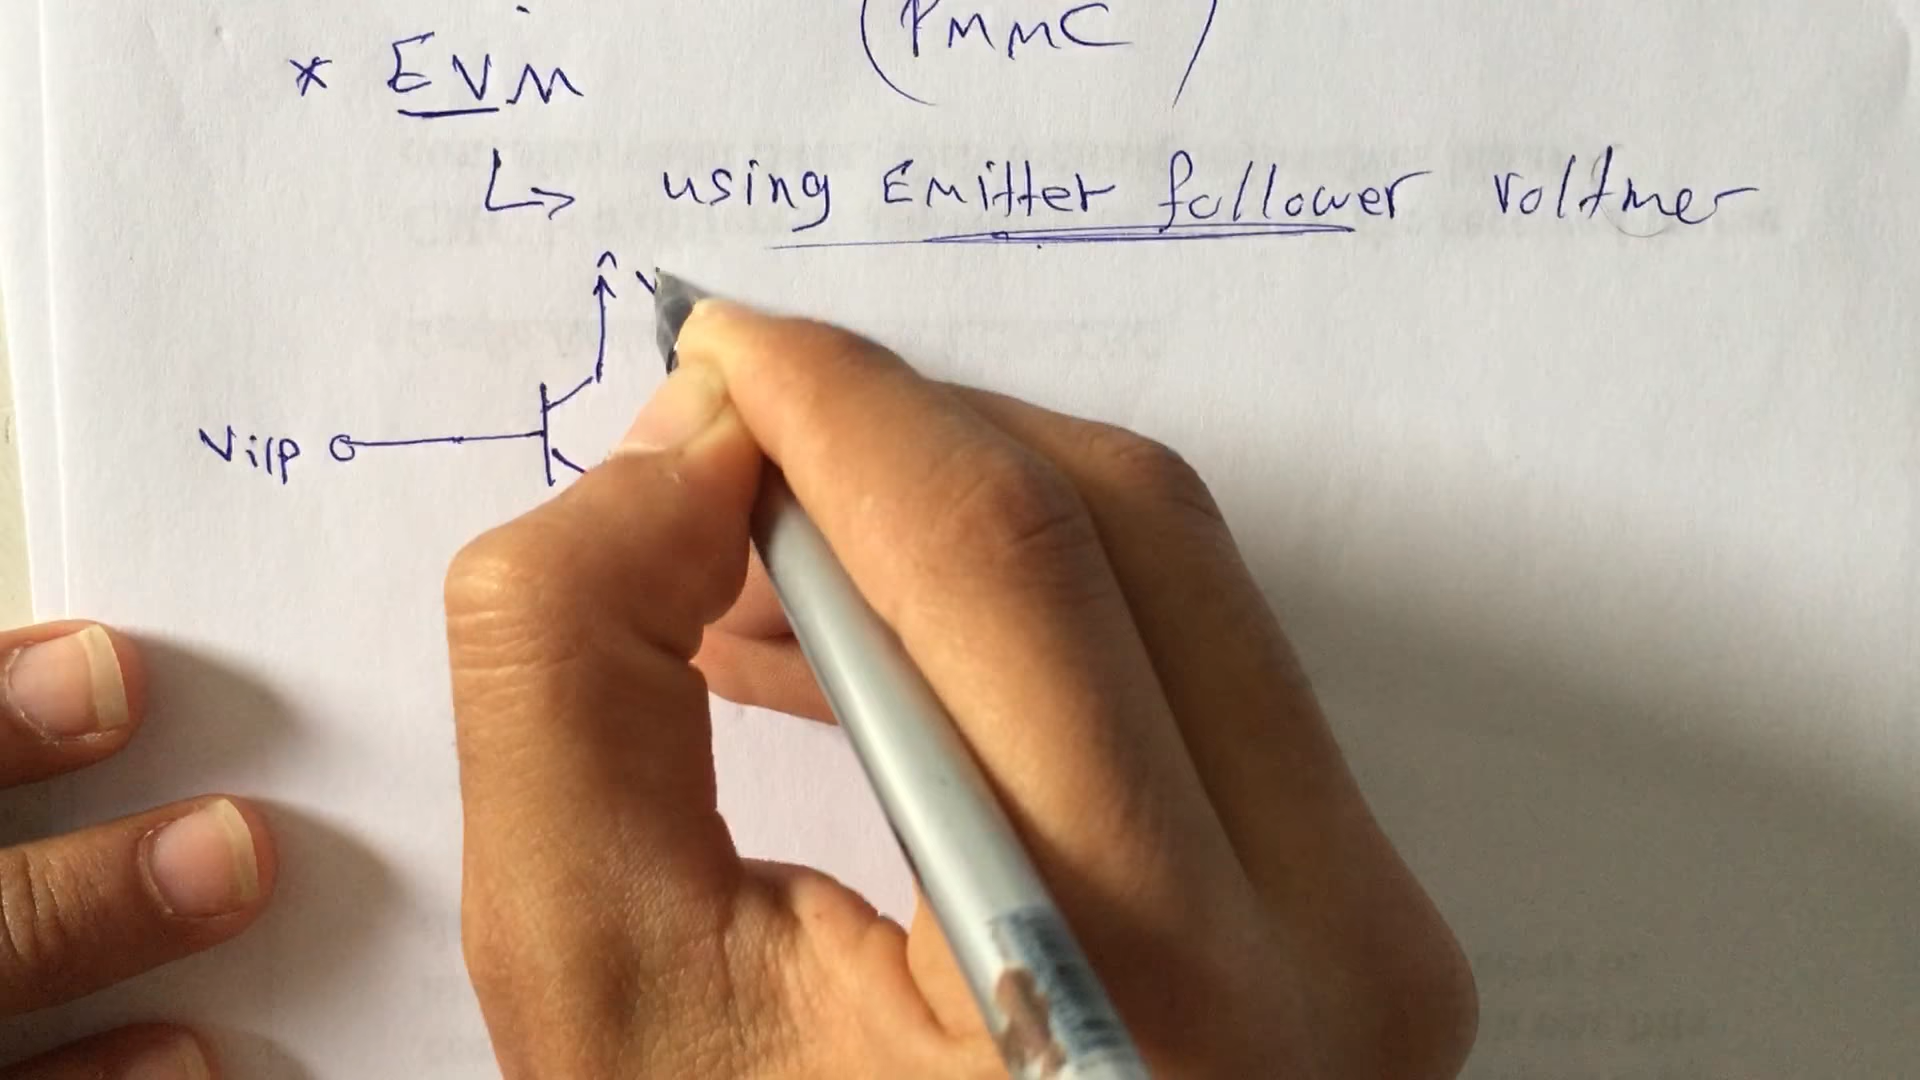 (PMMC)
* EVM
↳ using Emitter follower voltmer
V
Vi/p